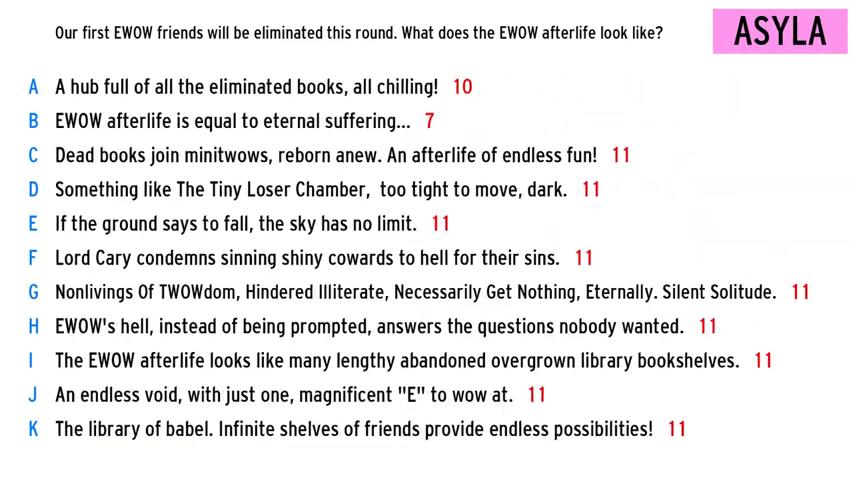 Our first EWOW friends will be eliminated this round. What does the EWOW afterlife look like?
ASYLA
A A hub full of all the eliminated books, all chilling! 10
B EWOW afterlife is equal to eternal suffering... 7
C Dead books join minitwows, reborn anew. An afterlife of endless fun! 11
D Something like The Tiny Loser Chamber, too tight to move, dark. 11
E If the ground says to fall, the sky has no limit. 11
F Lord Cary condemns sinning shiny cowards to hell for their sins. 11
G Nonlivings Of TWOWdom, Hindered Illiterate, Necessarily Get Nothing, Eternally. Silent Solitude. 11
H EWOW's hell, instead of being prompted, answers the questions nobody wanted. 11
I The EWOW afterlife looks like many lengthy abandoned overgrown library bookshelves. 11
J An endless void, with just one, magnificent "E" to wow at. 11
K The library of babel. Infinite shelves of friends provide endless possibilities! 11